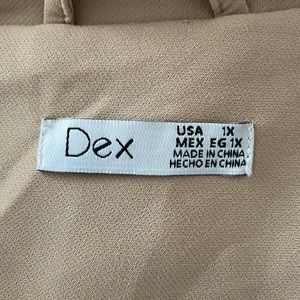 Dex
USA 1X
MEX EG 1X
MADE IN CHINA
HECHO EN CHINA